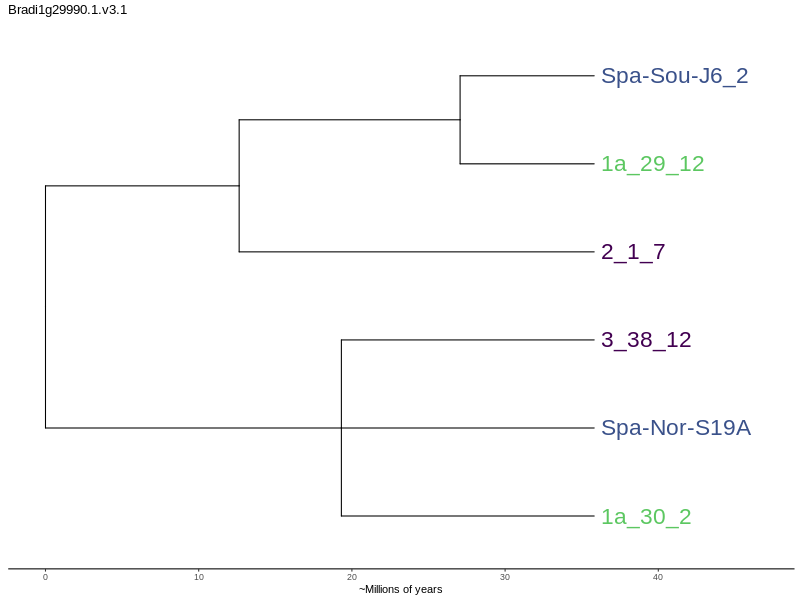 Bradi1g29990.1.v3.1
Spa-Sou-J6_2
1a_29_12
2_1_7
3_38_12
Spa-Nor-S19A
1a_30_2
0 10 20 30 40
~Millions of years